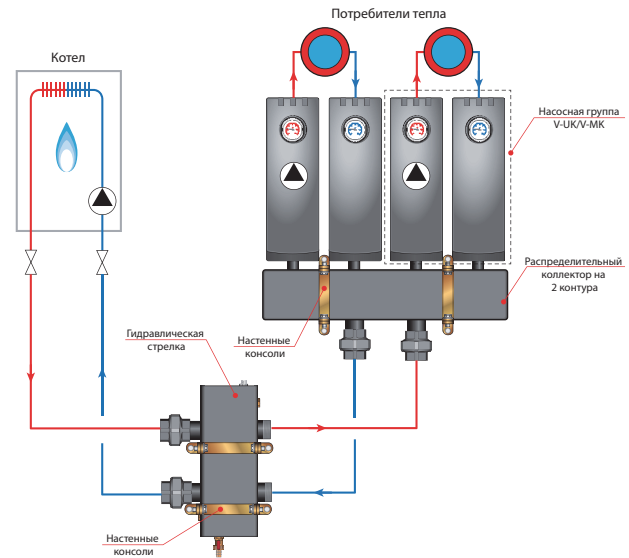 Потребители тепла
Котел
Насосная группа
V-UK/V-MK
Распределительный
коллектор на
2 контура
Гидравлическая
стрелка
Настенные
консоли
Настенные
консоли